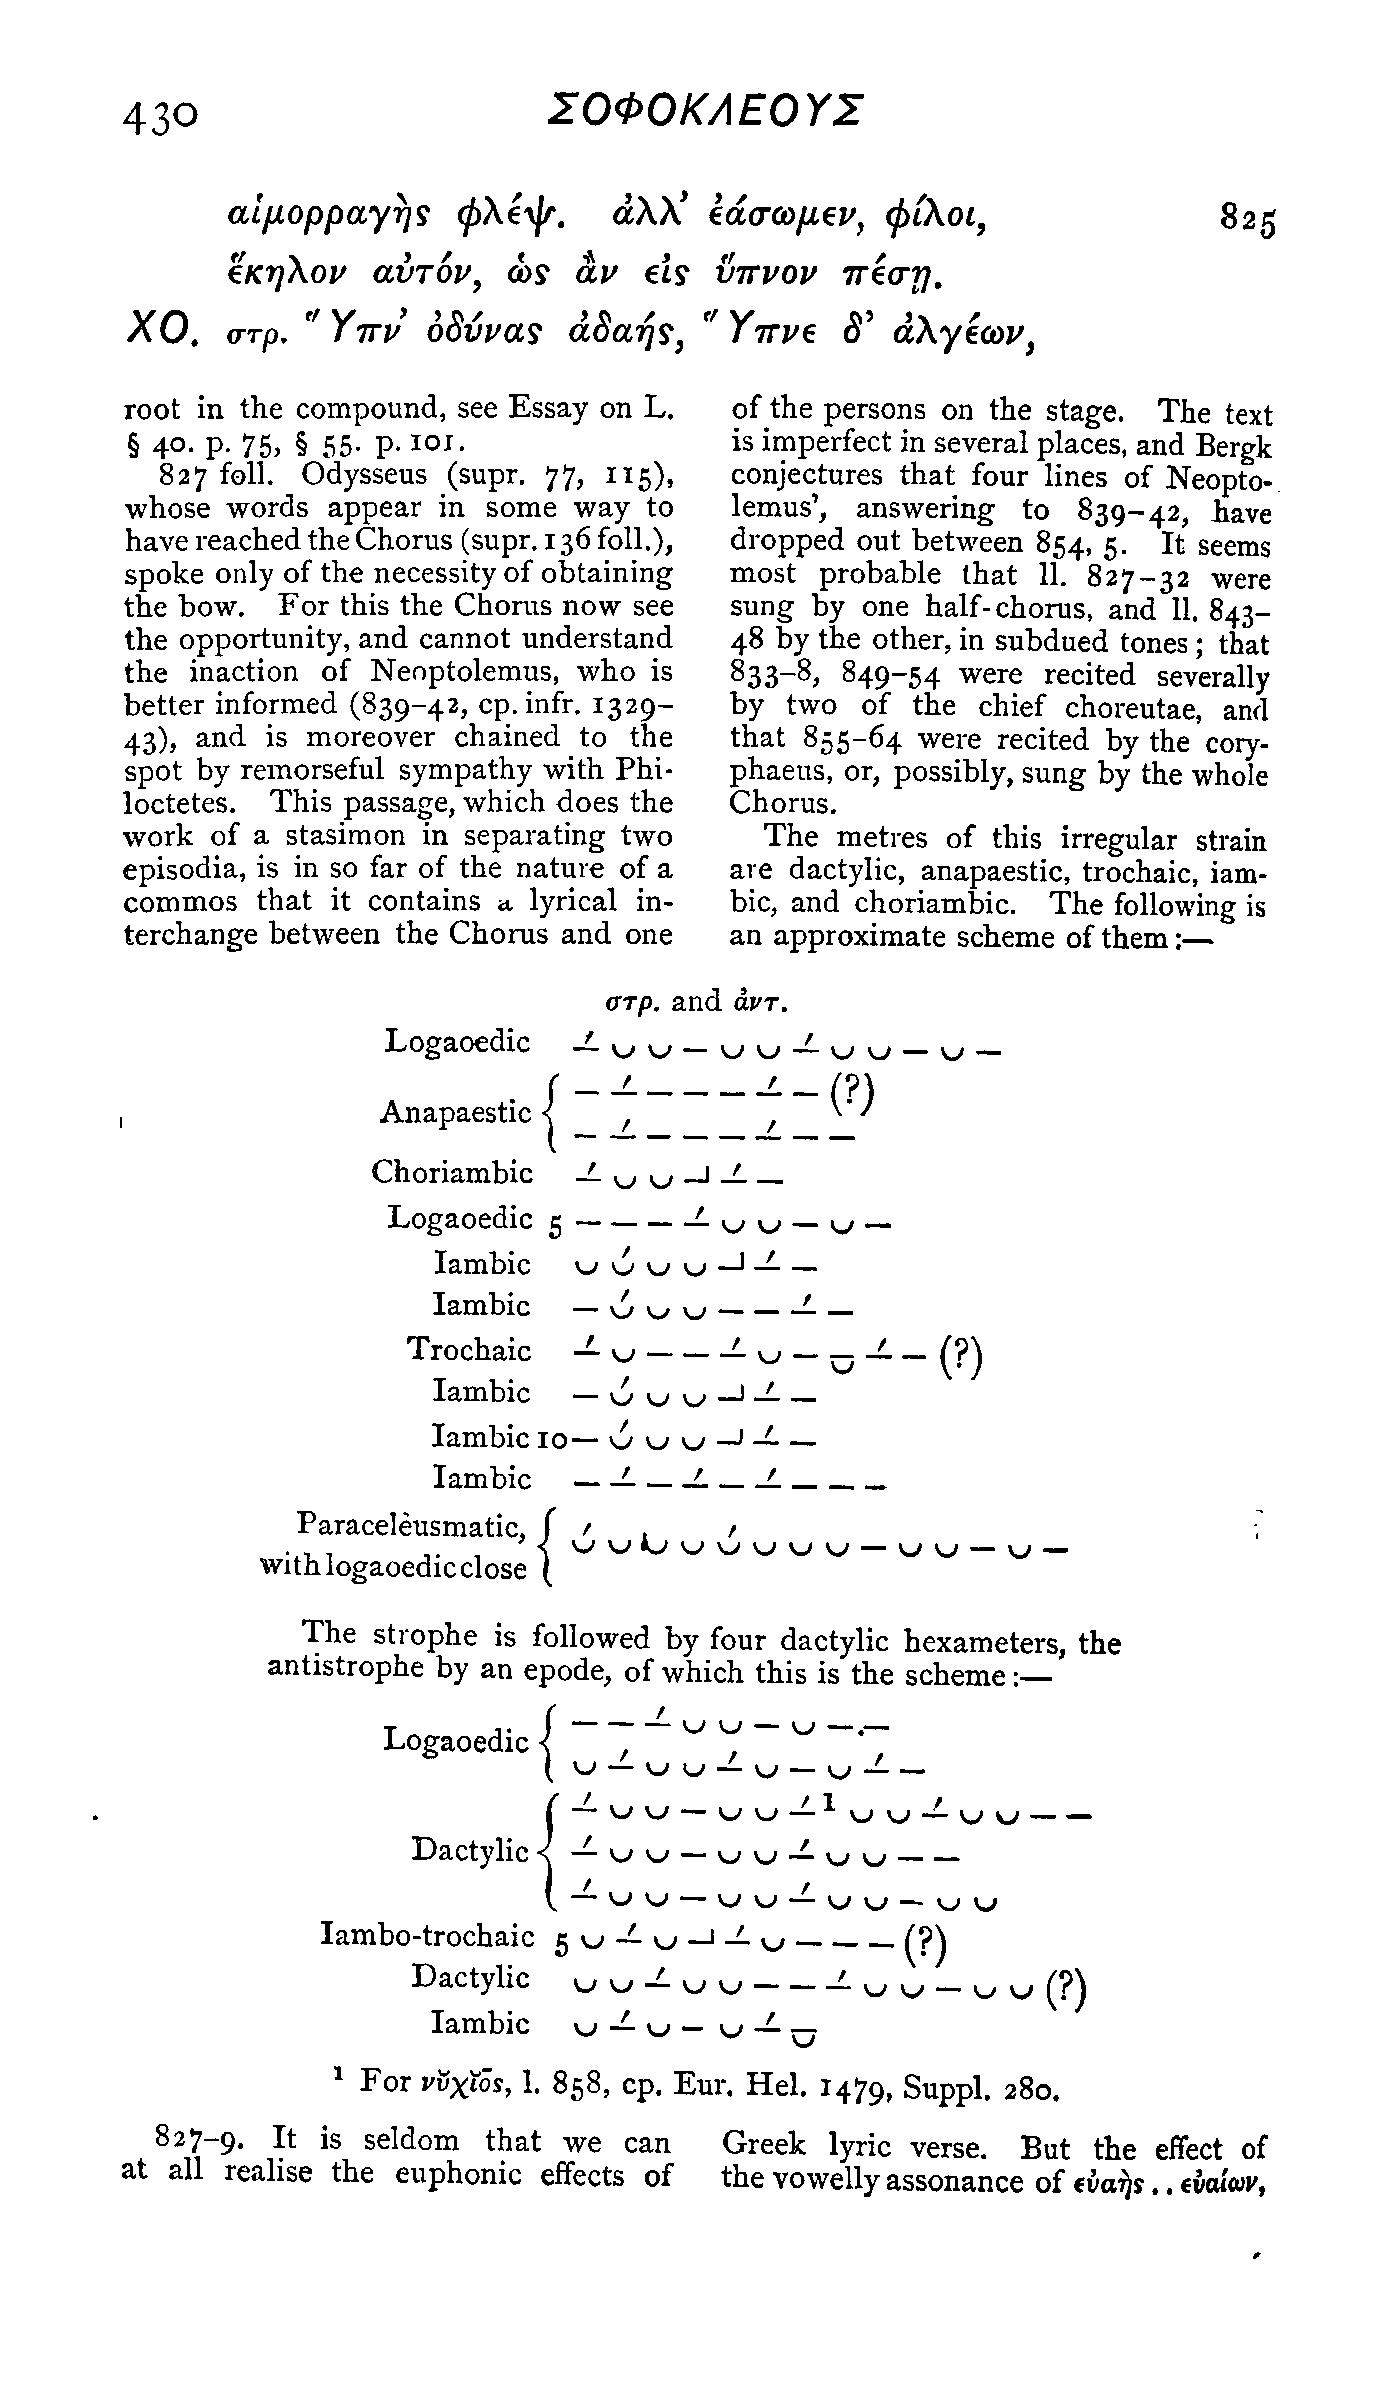 430 ΣΟΦΟΚΛΕΟΥΣ
αἱμορραγὴς φλέψ. ἀλλ’ ἐάσωμεν, φίλοι, 825
ἕκηλον αὐτόν, ὡς ἂν εἰς ὕπνον πέσῃ.
ΧΟ. στρ. Ὕπν’ ὀδύνας ἀδαής, Ὕπνε δ’ ἀλγέων,
root in the compound, see Essay on L.
§ 40. p. 75, § 55. p. 101.
827 foll. Odysseus (supr. 77, 115),
whose words appear in some way to
have reached the Chorus (supr. 136 foll.),
spoke only of the necessity of obtaining
the bow. For this the Chorus now see
the opportunity, and cannot understand
the inaction of Neoptolemus, who is
better informed (839–42, cp. infr. 1329–
43), and is moreover chained to the
spot by remorseful sympathy with Phi-
loctetes. This passage, which does the
work of a stasimon in separating two
episodia, is in so far of the nature of a
commos that it contains a lyrical in-
terchange between the Chorus and one
of the persons on the stage. The text
is imperfect in several places, and Bergk
conjectures that four lines of Neopto-
lemus’, answering to 839–42, have
dropped out between 854, 5. It seems
most probable that ll. 827–32 were
sung by one half-chorus, and ll. 843–
48 by the other, in subdued tones; that
833–8, 849–54 were recited severally
by two of the chief choreutae, and
that 855–64 were recited by the cory-
phaeus, or, possibly, sung by the whole
Chorus.
The metres of this irregular strain
are dactylic, anapaestic, trochaic, iam-
bic, and choriambic. The following is
an approximate scheme of them:—
στρ. and ἀντ.
Logaoedic –́ ⏑ ⏑ – ⏑ ⏑ –́ ⏑ ⏑ – ⏑ –
Anapaestic { – –́ – – – –́ – (?)
– –́ – – – –́ – –
Choriambic –́ ⏑ ⏑ –⅃ –́ –
Logaoedic 5 – – – –́ ⏑ ⏑ – ⏑ –
Iambic ⏑ ⏑́ ⏑ ⏑ –⅃ –́ –
Iambic – ⏑́ ⏑ ⏑ – – –́ –
Trochaic –́ ⏑ – – –́ ⏑ – ⏓ –́ – (?)
Iambic – ⏑́ ⏑ ⏑ –⅃ –́ –
Iambic 10 – ⏑́ ⏑ ⏑ –⅃ –́ –
Iambic – –́ – –́ – –́ – – –
Paracelèusmatic, { ⏑́ ⏑ ⏑ ⏑ ⏑́ ⏑ ⏑ ⏑ – ⏑ ⏑ – ⏑ –
with logaoedic close
The strophe is followed by four dactylic hexameters, the
antistrophe by an epode, of which this is the scheme:—
Logaoedic { – – –́ ⏑ ⏑ – ⏑ – –
⏑ –́ ⏑ ⏑ –́ ⏑ – ⏑ –́ –
Dactylic { –́ ⏑ ⏑ – ⏑ ⏑ –́¹ ⏑ ⏑ –́ ⏑ ⏑ – –
–́ ⏑ ⏑ – ⏑ ⏑ –́ ⏑ ⏑ – –
–́ ⏑ ⏑ – ⏑ ⏑ –́ ⏑ ⏑ – ⏑ ⏑
Iambo-trochaic 5 ⏑ –́ ⏑ –⅃ –́ ⏑ – – – (?)
Dactylic ⏑ ⏑ –́ ⏑ ⏑ – – –́ ⏑ ⏑ – ⏑ ⏑ (?)
Iambic ⏑ –́ ⏑ – ⏑ –́ ⏓
¹ For νῠχῐο̄ς, l. 858, cp. Eur. Hel. 1479, Suppl. 280.
827–9. It is seldom that we can
at all realise the euphonic effects of
Greek lyric verse. But the effect of
the vowelly assonance of εὐαὴς .. εὐαίων,